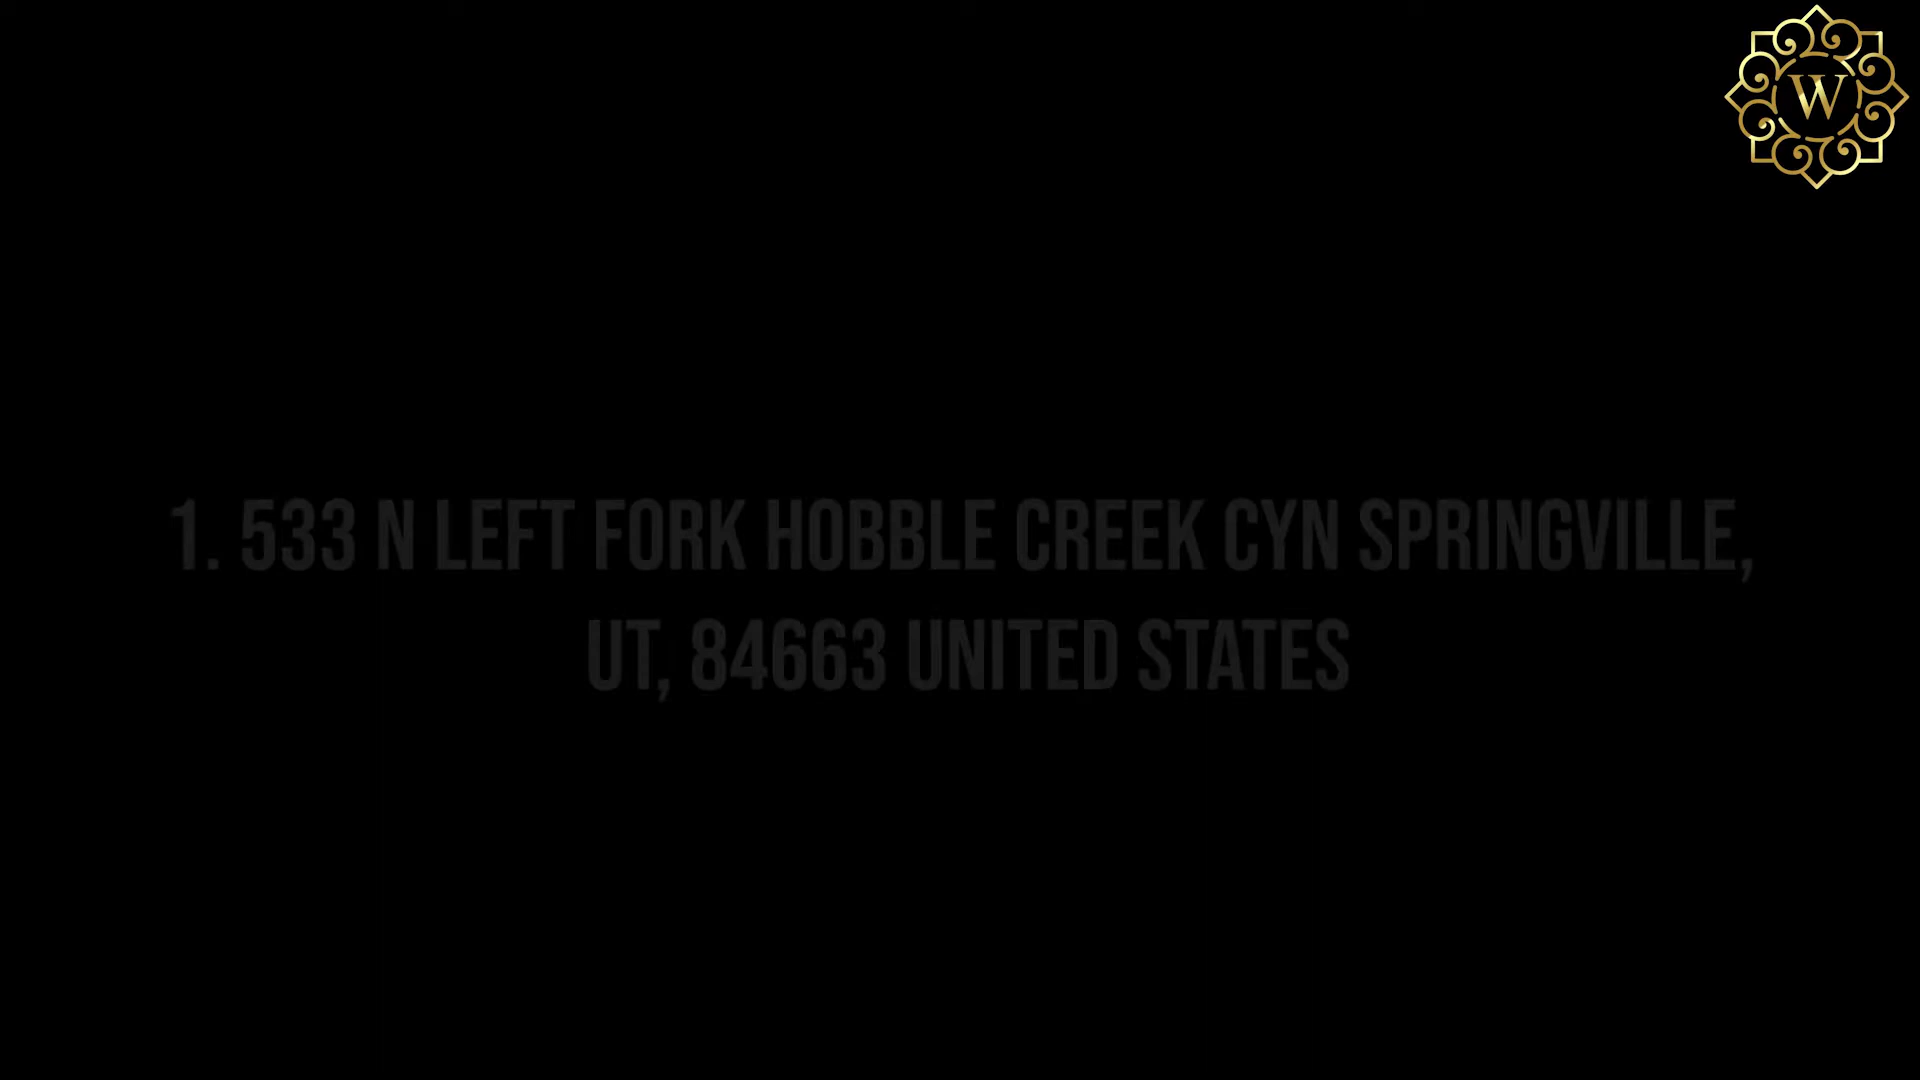 W
1. 533 N LEFT FORK HOBBLE CREEK CYN SPRINGVILLE,
UT, 84663 UNITED STATES